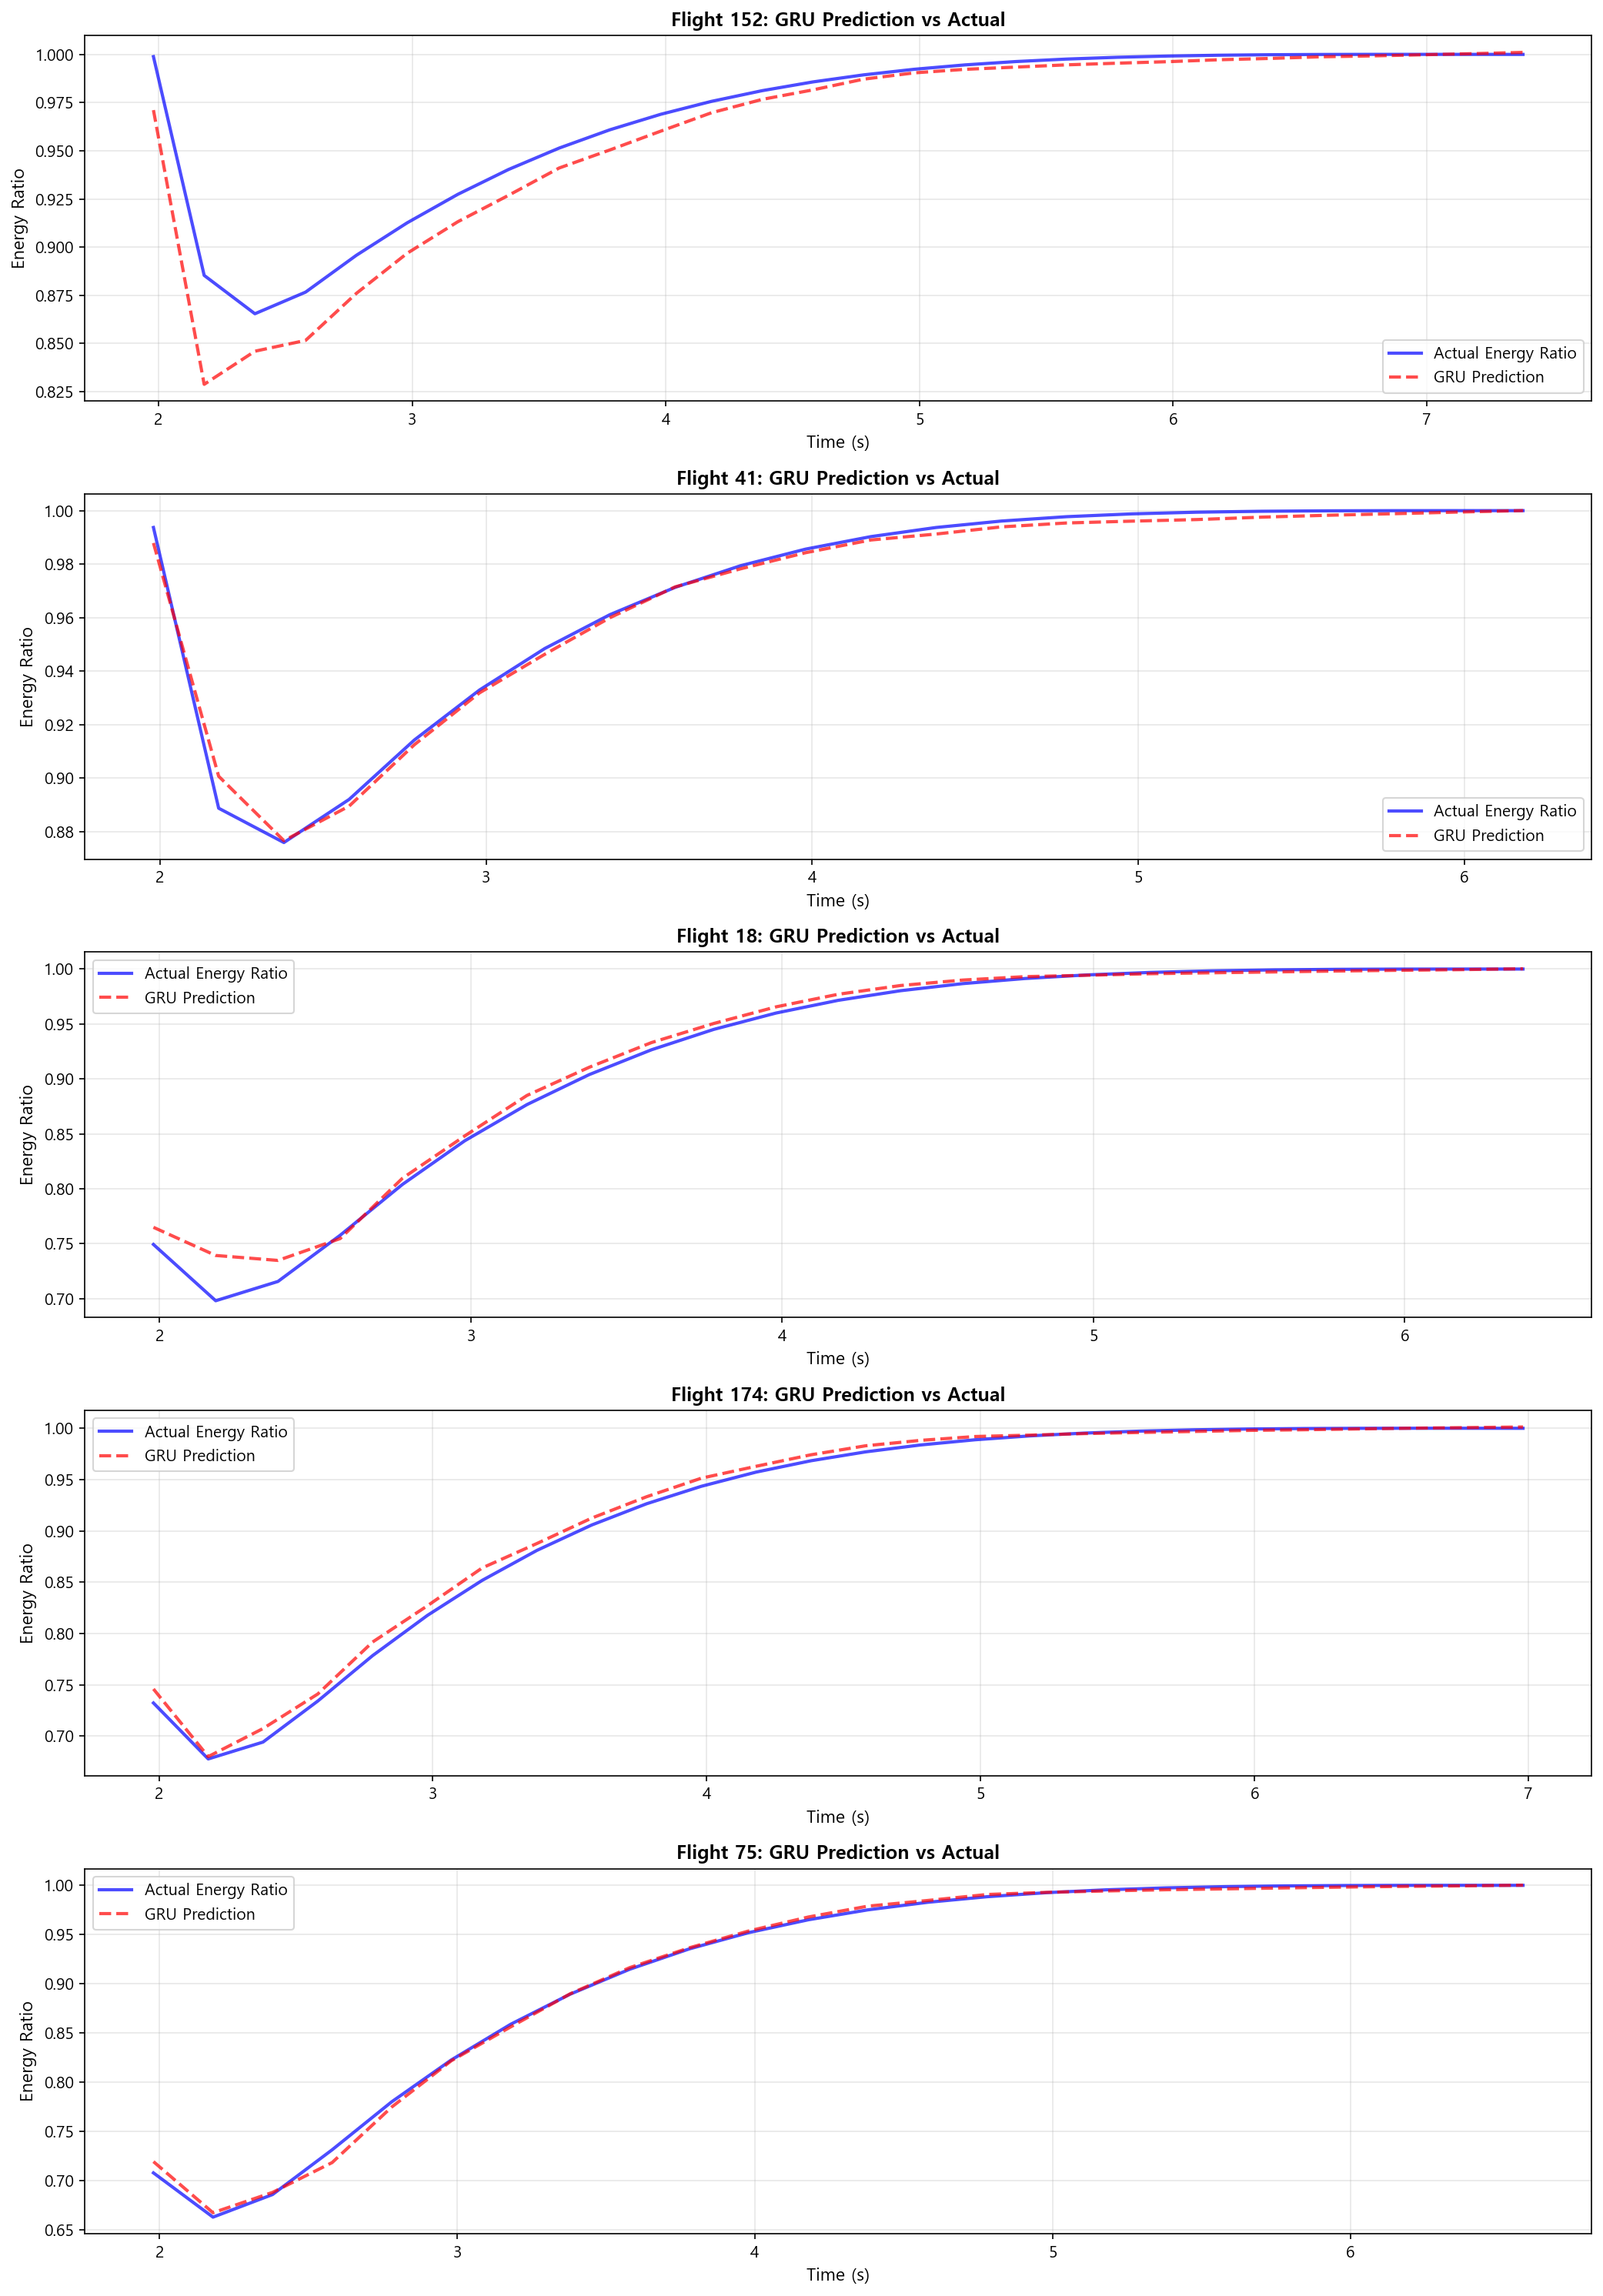 Flight 152: GRU Prediction vs Actual
1.000
0.975
0.950
0.925
0.900
0.875
0.850
0.825
Energy Ratio
Actual Energy Ratio
GRU Prediction
2 3 4 5 6 7
Time (s)
Flight 41: GRU Prediction vs Actual
1.00
0.98
0.96
0.94
0.92
0.90
0.88
Energy Ratio
Actual Energy Ratio
GRU Prediction
2 3 4 5 6
Time (s)
Flight 18: GRU Prediction vs Actual
Actual Energy Ratio
GRU Prediction
1.00
0.95
0.90
0.85
0.80
0.75
0.70
Energy Ratio
2 3 4 5 6
Time (s)
Flight 174: GRU Prediction vs Actual
Actual Energy Ratio
GRU Prediction
1.00
0.95
0.90
0.85
0.80
0.75
0.70
Energy Ratio
2 3 4 5 6 7
Time (s)
Flight 75: GRU Prediction vs Actual
Actual Energy Ratio
GRU Prediction
1.00
0.95
0.90
0.85
0.80
0.75
0.70
0.65
Energy Ratio
2 3 4 5 6
Time (s)